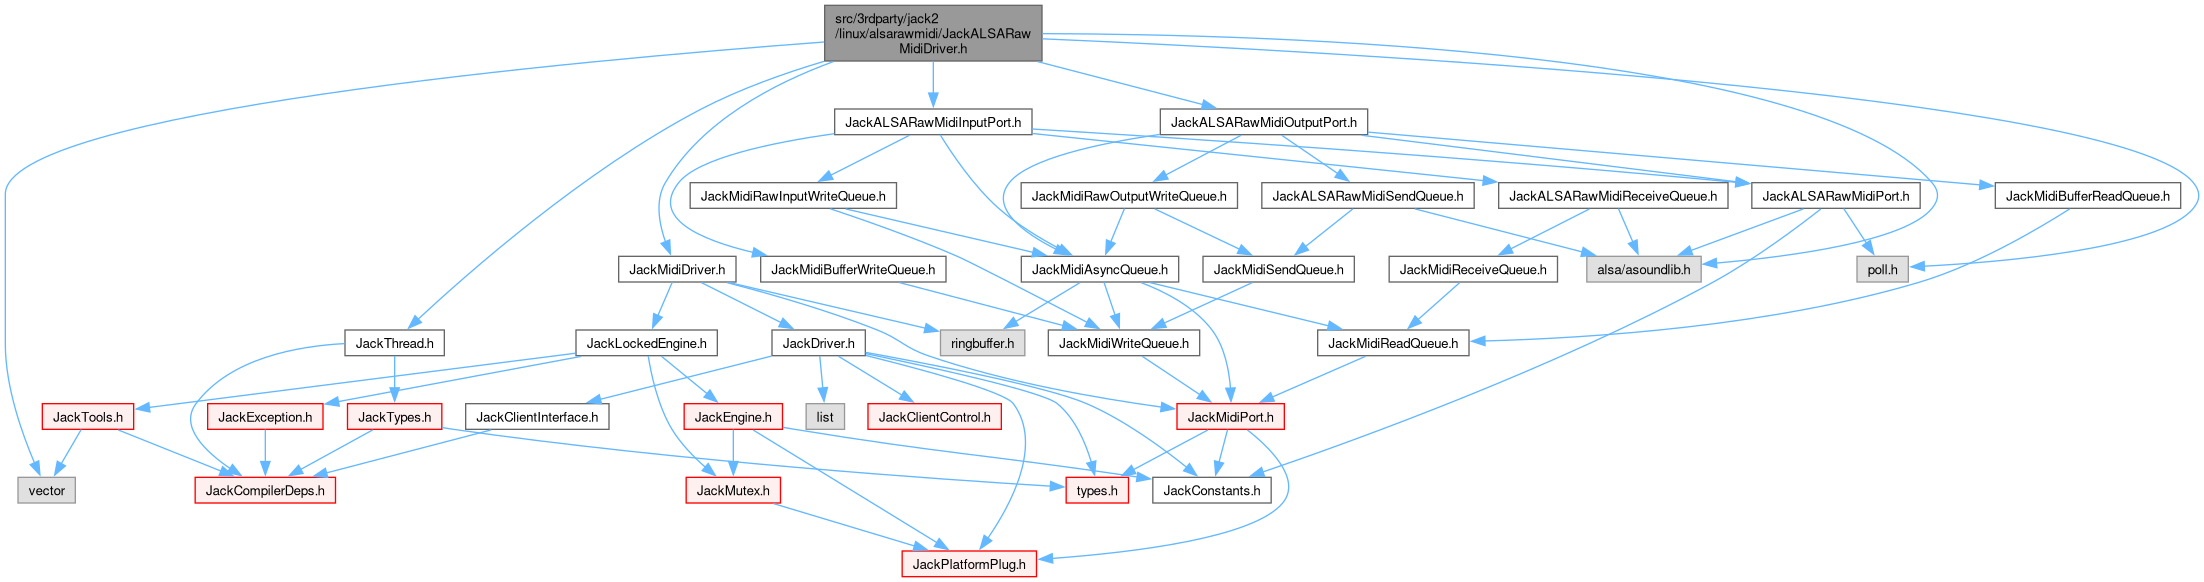 src/3rdparty/jack2
/linux/alsarawmidi/JackALSARaw
MidiDriver.h
JackALSARawMidiInputPort.h
JackALSARawMidiOutputPort.h
JackMidiRawInputWriteQueue.h
JackMidiRawOutputWriteQueue.h
JackALSARawMidiSendQueue.h
JackALSARawMidiReceiveQueue.h
JackALSARawMidiPort.h
JackMidiBufferReadQueue.h
JackMidiDriver.h
JackMidiBufferWriteQueue.h
JackMidiAsyncQueue.h
JackMidiSendQueue.h
JackMidiReceiveQueue.h
alsa/asoundlib.h
poll.h
JackThread.h
JackLockedEngine.h
JackDriver.h
ringbuffer.h
JackMidiWriteQueue.h
JackMidiReadQueue.h
JackTools.h
JackException.h
JackTypes.h
JackClientInterface.h
JackEngine.h
list
JackClientControl.h
JackMidiPort.h
vector
JackCompilerDeps.h
JackMutex.h
types.h
JackConstants.h
JackPlatformPlug.h